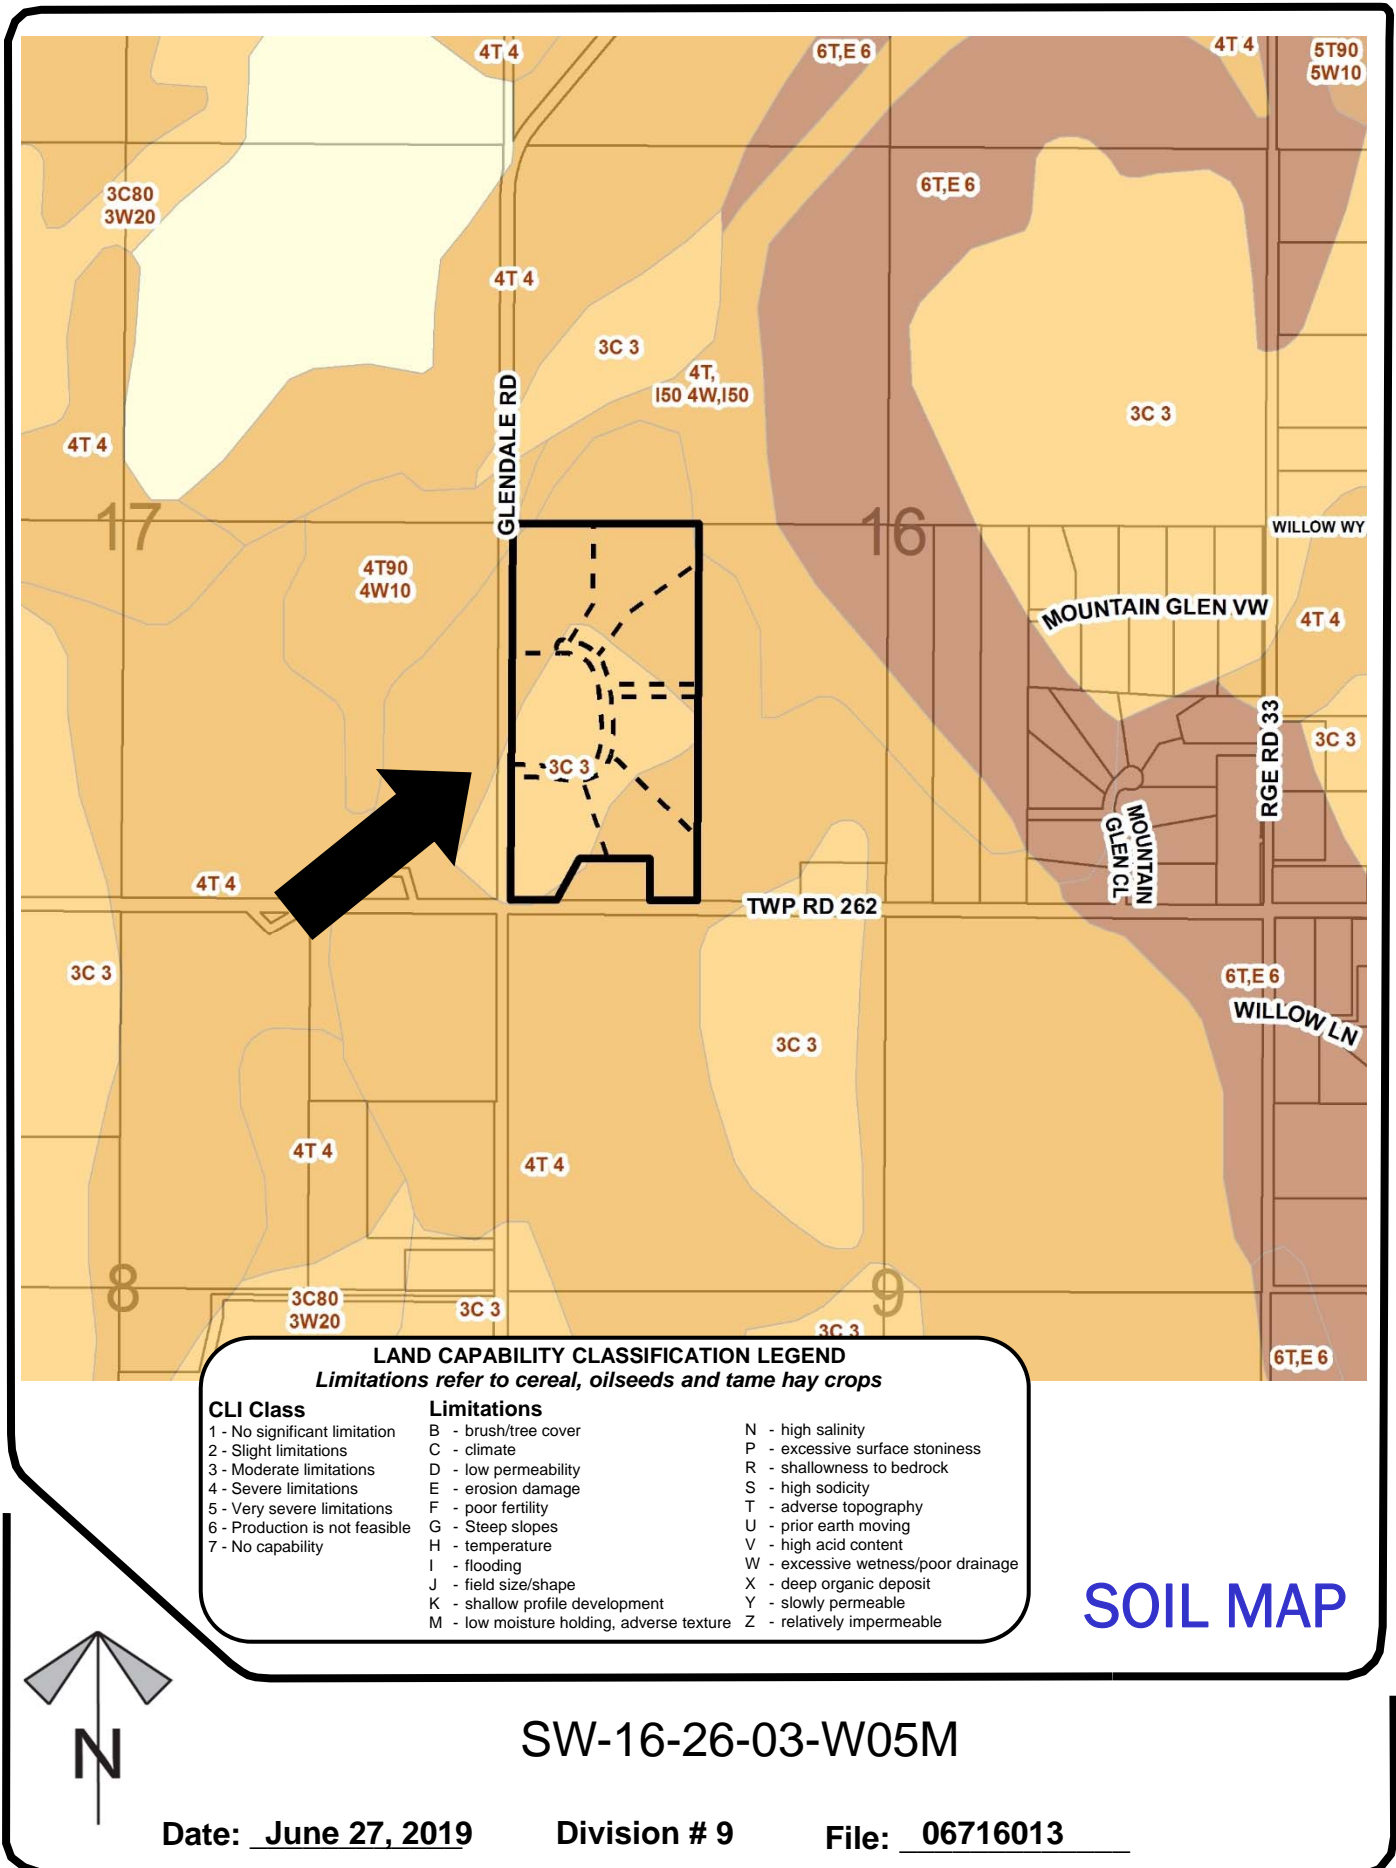 4T 4
6T,E 6
4T 4
5T90
5W10
3C80
3W20
6T,E 6
4T 4
3C 3
4T,
I50 4W,I50
3C 3
GLENDALE RD
4T 4
17
16
WILLOW WY
4T90
4W10
MOUNTAIN GLEN VW
4T 4
RGE RD 33
3C 3
3C 3
MOUNTAIN
GLEN CL
4T 4
TWP RD 262
3C 3
6T,E 6
WILLOW LN
3C 3
4T 4
4T 4
8
9
3C80
3W20
3C 3
3C 3
6T,E 6
LAND CAPABILITY CLASSIFICATION LEGEND
Limitations refer to cereal, oilseeds and tame hay crops
CLI Class
1 - No significant limitation
2 - Slight limitations
3 - Moderate limitations
4 - Severe limitations
5 - Very severe limitations
6 - Production is not feasible
7 - No capability
Limitations
B - brush/tree cover
C - climate
D - low permeability
E - erosion damage
F - poor fertility
G - Steep slopes
H - temperature
I - flooding
J - field size/shape
K - shallow profile development
M - low moisture holding, adverse texture
N - high salinity
P - excessive surface stoniness
R - shallowness to bedrock
S - high sodicity
T - adverse topography
U - prior earth moving
V - high acid content
W - excessive wetness/poor drainage
X - deep organic deposit
Y - slowly permeable
Z - relatively impermeable
SOIL MAP
N
SW-16-26-03-W05M
Date: June 27, 2019 Division # 9 File: 06716013